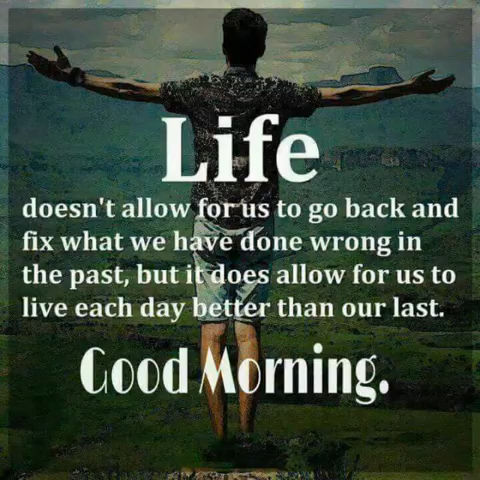 Life
doesn't allow for us to go back and
fix what we have done wrong in
the past, but it does allow for us to
live each day better than our last.
Good Morning.